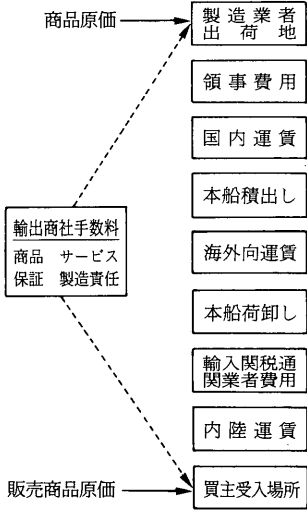 商品原価
製造業者
出荷地
領事費用
国内運賃
本船積出し
輸出商社手数料
商品 サービス
保証 製造責任
海外向運賃
本船荷卸し
輸入関税通
関業者費用
内陸運賃
販売商品原価
買主受入場所